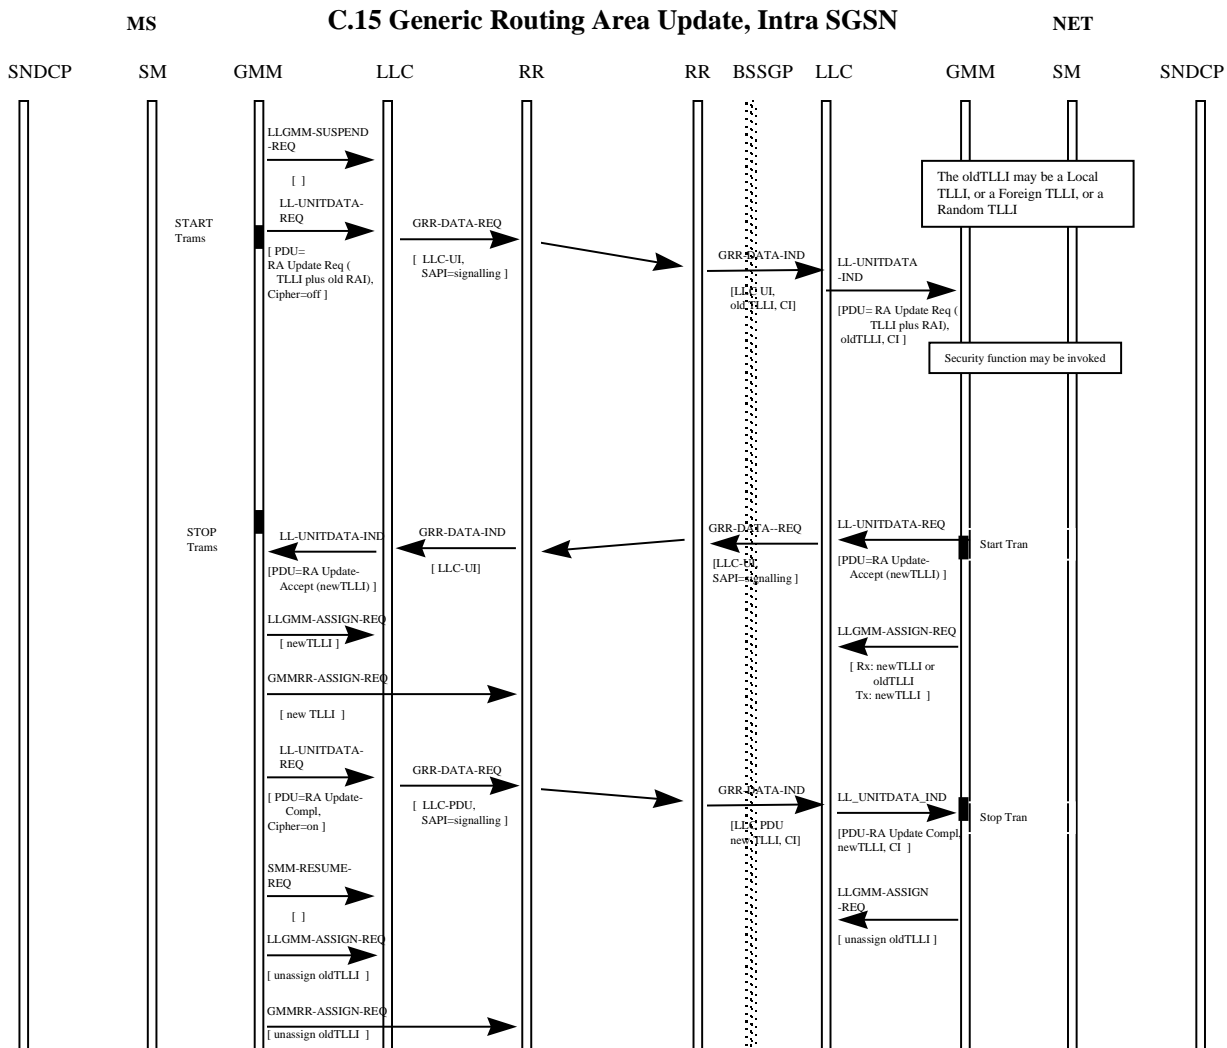 C.15 Generic Routing Area Update, Intra SGSN
MS
NET
SNDCP SM GMM LLC RR RR BSSGP LLC GMM SM SNDCP
LLGMM-SUSPEND
-REQ
[ ]
The oldTLLI may be a Local
TLLI, or a Foreign TLLI, or a
Random TLLI
START
Trams
LL-UNITDATA-
REQ
[ PDU=
RA Update Req (
TLLI plus old RAI),
Cipher=off ]
GRR-DATA-REQ
[ LLC-UI,
SAPI=signalling ]
GRR-DATA-IND
[LLC UI,
old TLLI, CI]
LL-UNITDATA
-IND
[PDU= RA Update Req (
TLLI plus RAI),
oldTLLI, CI ]
Security function may be invoked
STOP
Trams
LL-UNITDATA-IND
[PDU=RA Update-
Accept (newTLLI) ]
GRR-DATA-IND
[ LLC-UI]
GRR-DATA--REQ
[LLC-UI,
SAPI=signalling ]
LL-UNITDATA-REQ
[PDU=RA Update-
Accept (newTLLI) ]
Start Tran
LLGMM-ASSIGN-REQ
[ newTLLI ]
LLGMM-ASSIGN-REQ
[ Rx: newTLLI or
oldTLLI
Tx: newTLLI ]
GMMRR-ASSIGN-REQ
[ new TLLI ]
LL-UNITDATA-
REQ
[ PDU=RA Update-
Compl,
Cipher=on ]
GRR-DATA-REQ
[ LLC-PDU,
SAPI=signalling ]
GRR-DATA-IND
[LLC PDU
new TLLI, CI]
LL_UNITDATA_IND
[PDU-RA Update Compl,
newTLLI, CI ]
Stop Tran
SMM-RESUME-
REQ
[ ]
LLGMM-ASSIGN
-REQ
[ unassign oldTLLI ]
LLGMM-ASSIGN-REQ
[ unassign oldTLLI ]
GMMRR-ASSIGN-REQ
[ unassign oldTLLI ]